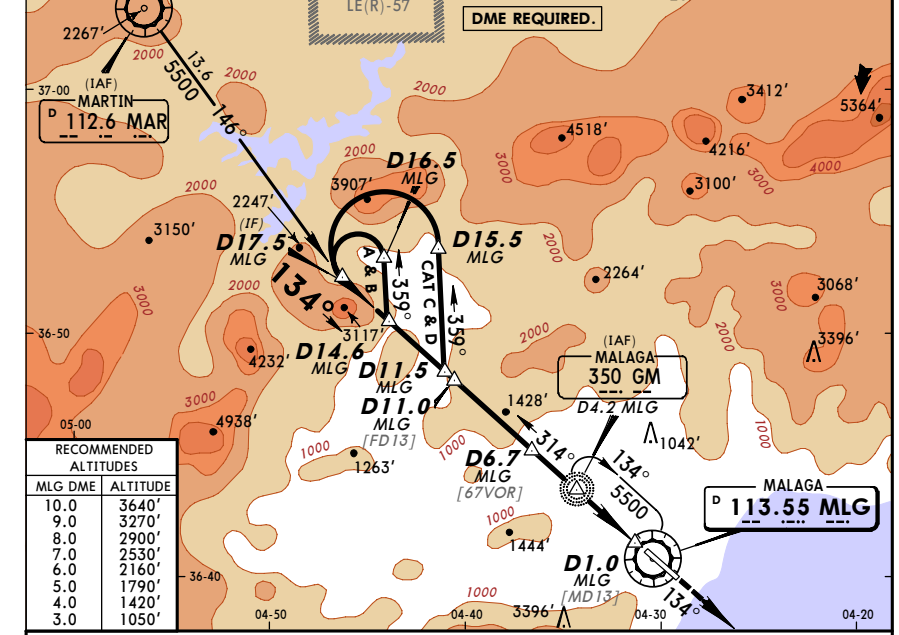 LE(R)-57
DME REQUIRED.
2267'
2000
13.6
5500
146°
2000
37-00
(IAF)
MARTIN
D 112.6 MAR
2000
3412'
5364'
4518'
4216'
3000
4000
3000
3100'
2000
3907'
D16.5
MLG
2000
2247'
(IF)
D17.5
MLG
3150'
D15.5
MLG
2000
2264'
3068'
3000
A & B
359°
CAT C & D
359°
134°
3117'
2000
36-50
2000
2000
3396'
4232'
D14.6
MLG
D11.5
MLG
D11.0
MLG
[FD13]
(IAF)
MALAGA
350 GM
D4.2 MLG
1428'
3000
4938'
05-00
1000
1263'
1000
314°
1042'
1000
D6.7
MLG
[67VOR]
134°
5500
MALAGA
D 113.55 MLG
1000
1444'
D1.0
MLG
[MD13]
134°
RECOMMENDED
ALTITUDES
MLG DME ALTITUDE
10.0 3640'
9.0 3270'
8.0 2900'
7.0 2530'
6.0 2160'
5.0 1790'
4.0 1420'
3.0 1050'
36-40
1000
3396'
04-50
04-40
04-30
04-20